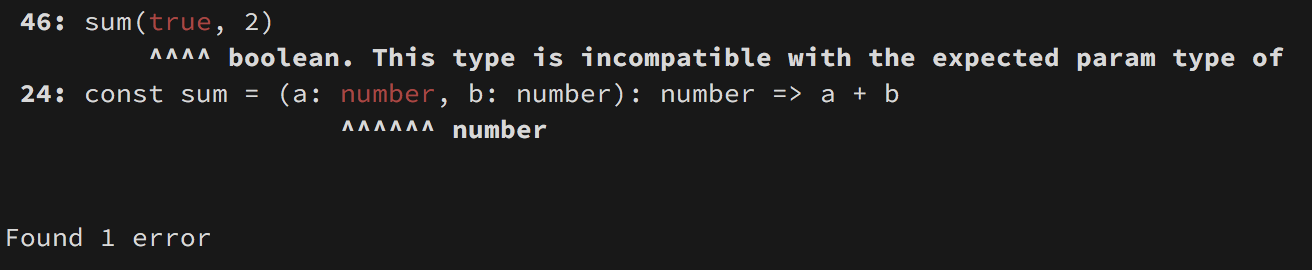 46: sum(true, 2)
^^^^ boolean. This type is incompatible with the expected param type of
24: const sum = (a: number, b: number): number => a + b
^^^^^^ number
Found 1 error